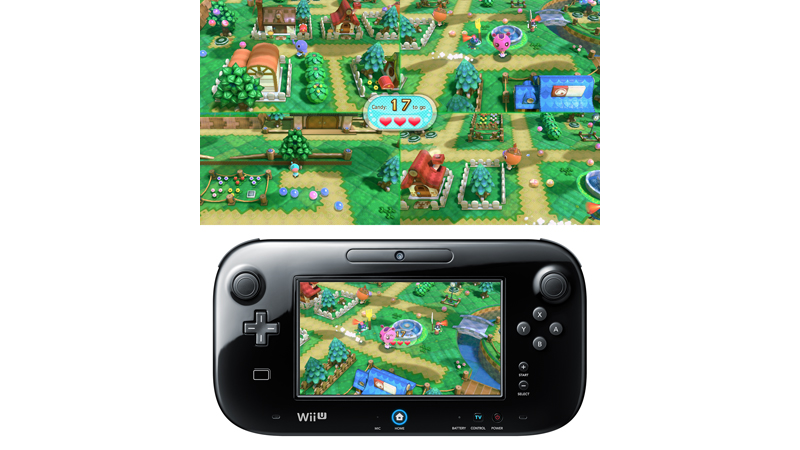 Candy 17 to go
X
Y
A
B
START
SELECT
Wii U
MIC
HOME
BATTERY
TV
CONTROL
POWER